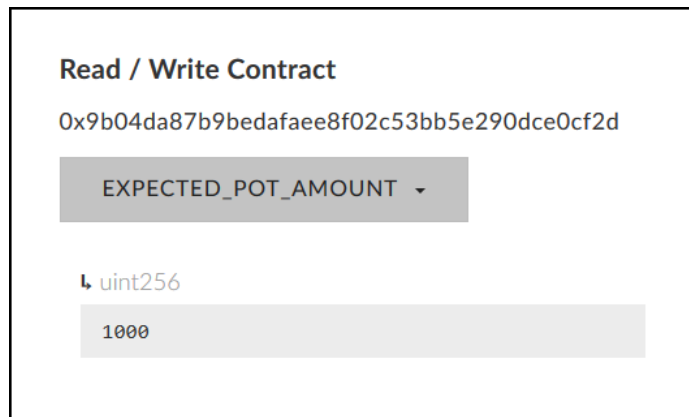 Read / Write Contract
0x9b04da87b9bedafaee8f02c53bb5e290dce0cf2d
EXPECTED_POT_AMOUNT
uint256
1000